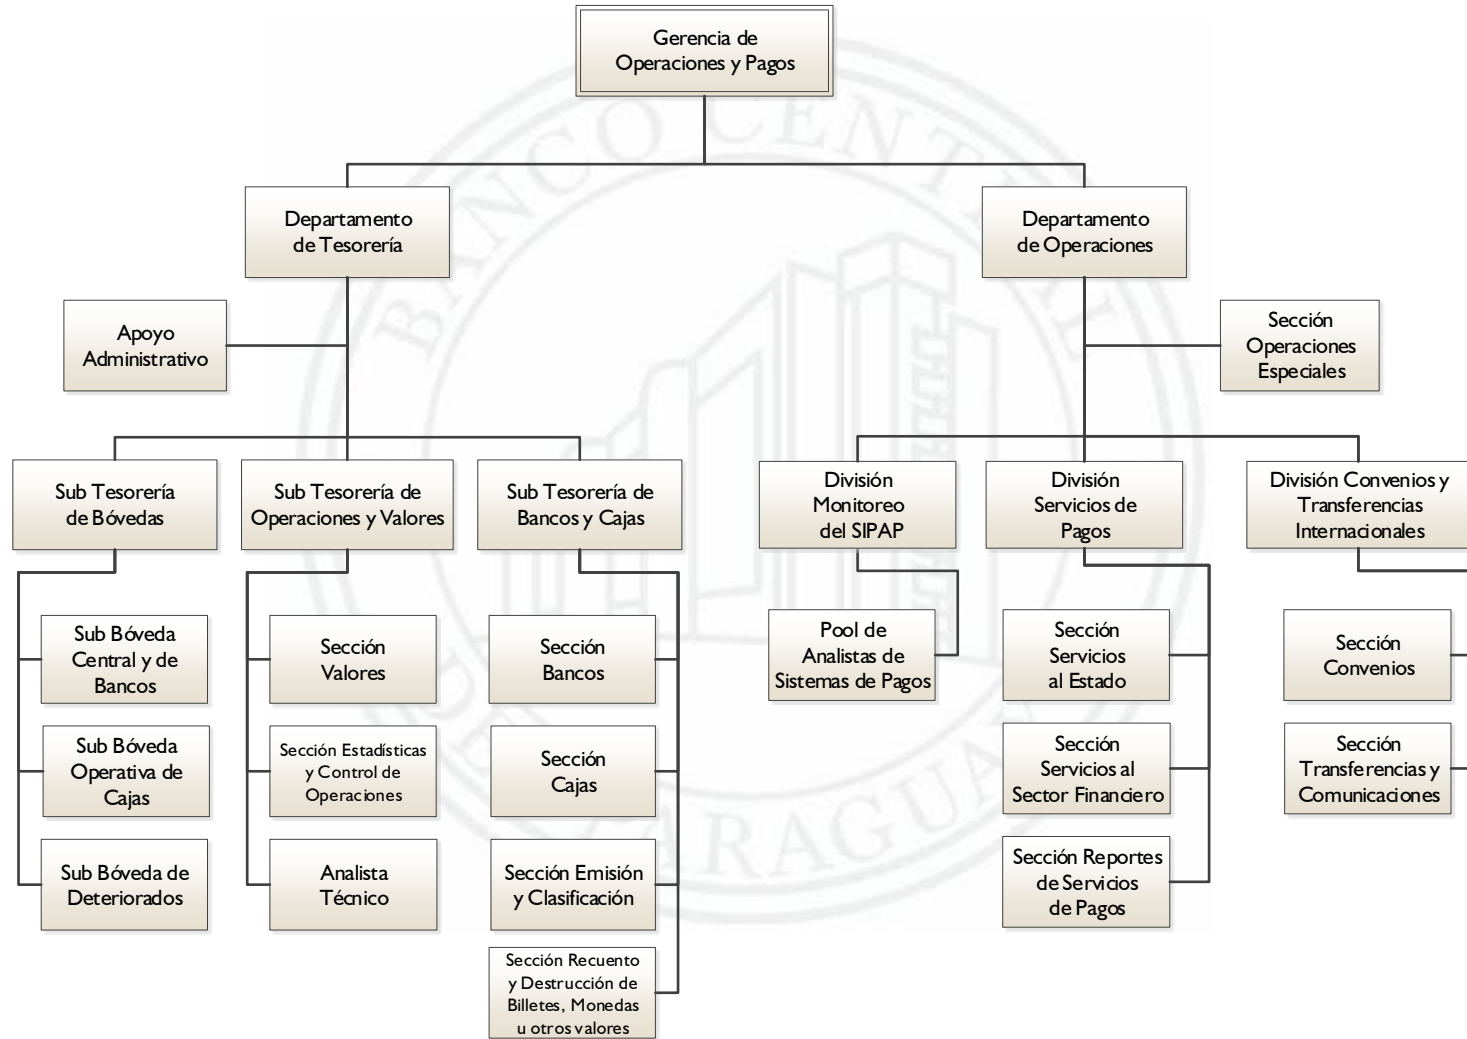 Gerencia de
Operaciones y Pagos
Departamento
de Tesorería
Departamento
de Operaciones
Apoyo
Administrativo
Sección
Operaciones
Especiales
Sub Tesorería
de Bóvedas
Sub Tesorería de
Operaciones y Valores
Sub Tesorería de
Bancos y Cajas
División
Monitoreo
del SIPAP
División
Servicios de
Pagos
División Convenios y
Transferencias
Internacionales
Sub Bóveda
Central y de
Bancos
Sección
Valores
Sección
Bancos
Pool de
Analistas de
Sistemas de Pagos
Sección
Servicios
al Estado
Sección
Convenios
Sub Bóveda
Operativa de
Cajas
Sección Estadísticas
y Control de
Operaciones
Sección
Cajas
Sección
Servicios al
Sector Financiero
Sección
Transferencias y
Comunicaciones
Sub Bóveda de
Deteriorados
Analista
Técnico
Sección Emisión
y Clasificación
Sección Reportes
de Servicios
de Pagos
Sección Recuento
y Destrucción de
Billetes, Monedas
u otros valores
BANCO CENTRAL
DEL PARAGUAY